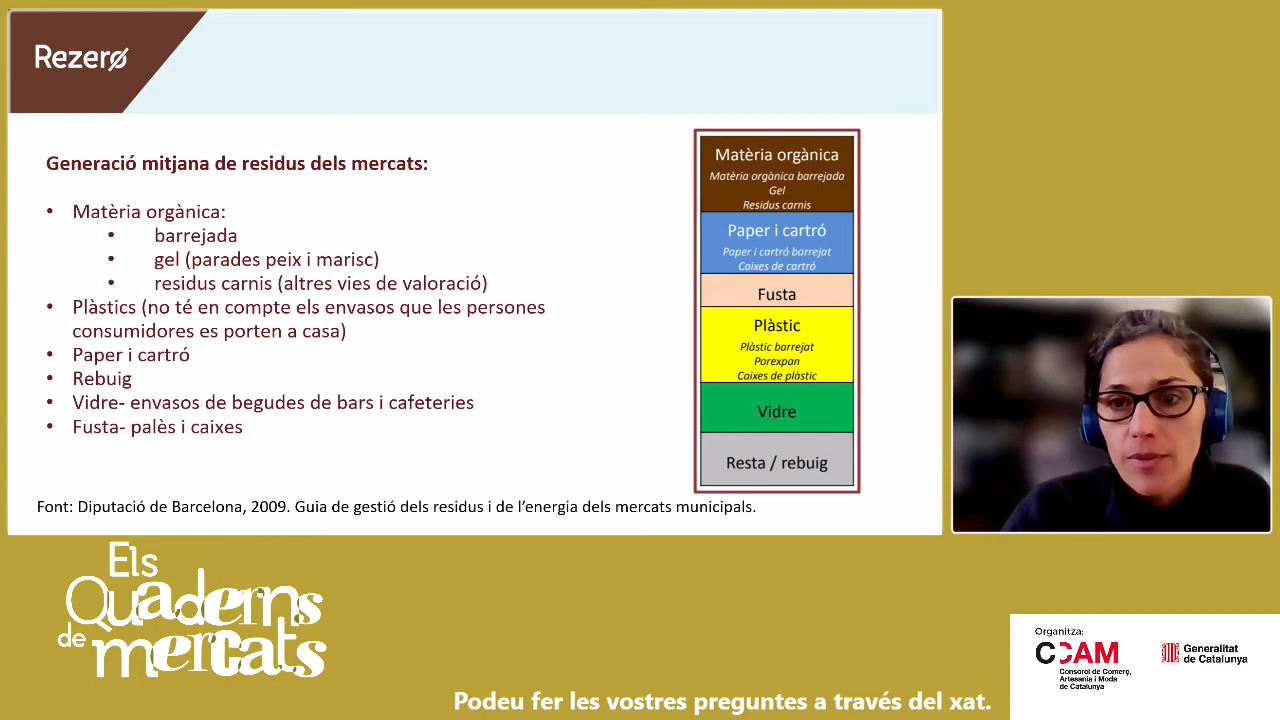 Rezero
Generació mitjana de residus dels mercats:
• Matèria orgànica:
• barrejada
• gel (parades peix i marisc)
• residus carnis (altres vies de valoració)
• Plàstics (no té en compte els envasos que les persones
consumidores es porten a casa)
• Paper i cartró
• Rebuig
• Vidre- envasos de begudes de bars i cafeteries
• Fusta- palès i caixes
Matèria orgànica
Matèria orgànica barrejada
Gel
Residus carnis
Paper i cartró
Paper i cartró barrejat
Caixes de cartró
Fusta
Plàstic
Plàstic barrejat
Porexpan
Caixes de plàstic
Vidre
Resta / rebuig
Font: Diputació de Barcelona, 2009. Guia de gestió dels residus i de l’energia dels mercats municipals.
Els
Quaderns
de mercats
Organitza:
CCAM
Consorci de Comerç,
Artesania i Moda
de Catalunya
Generalitat
de Catalunya
Podeu fer les vostres preguntes a través del xat.